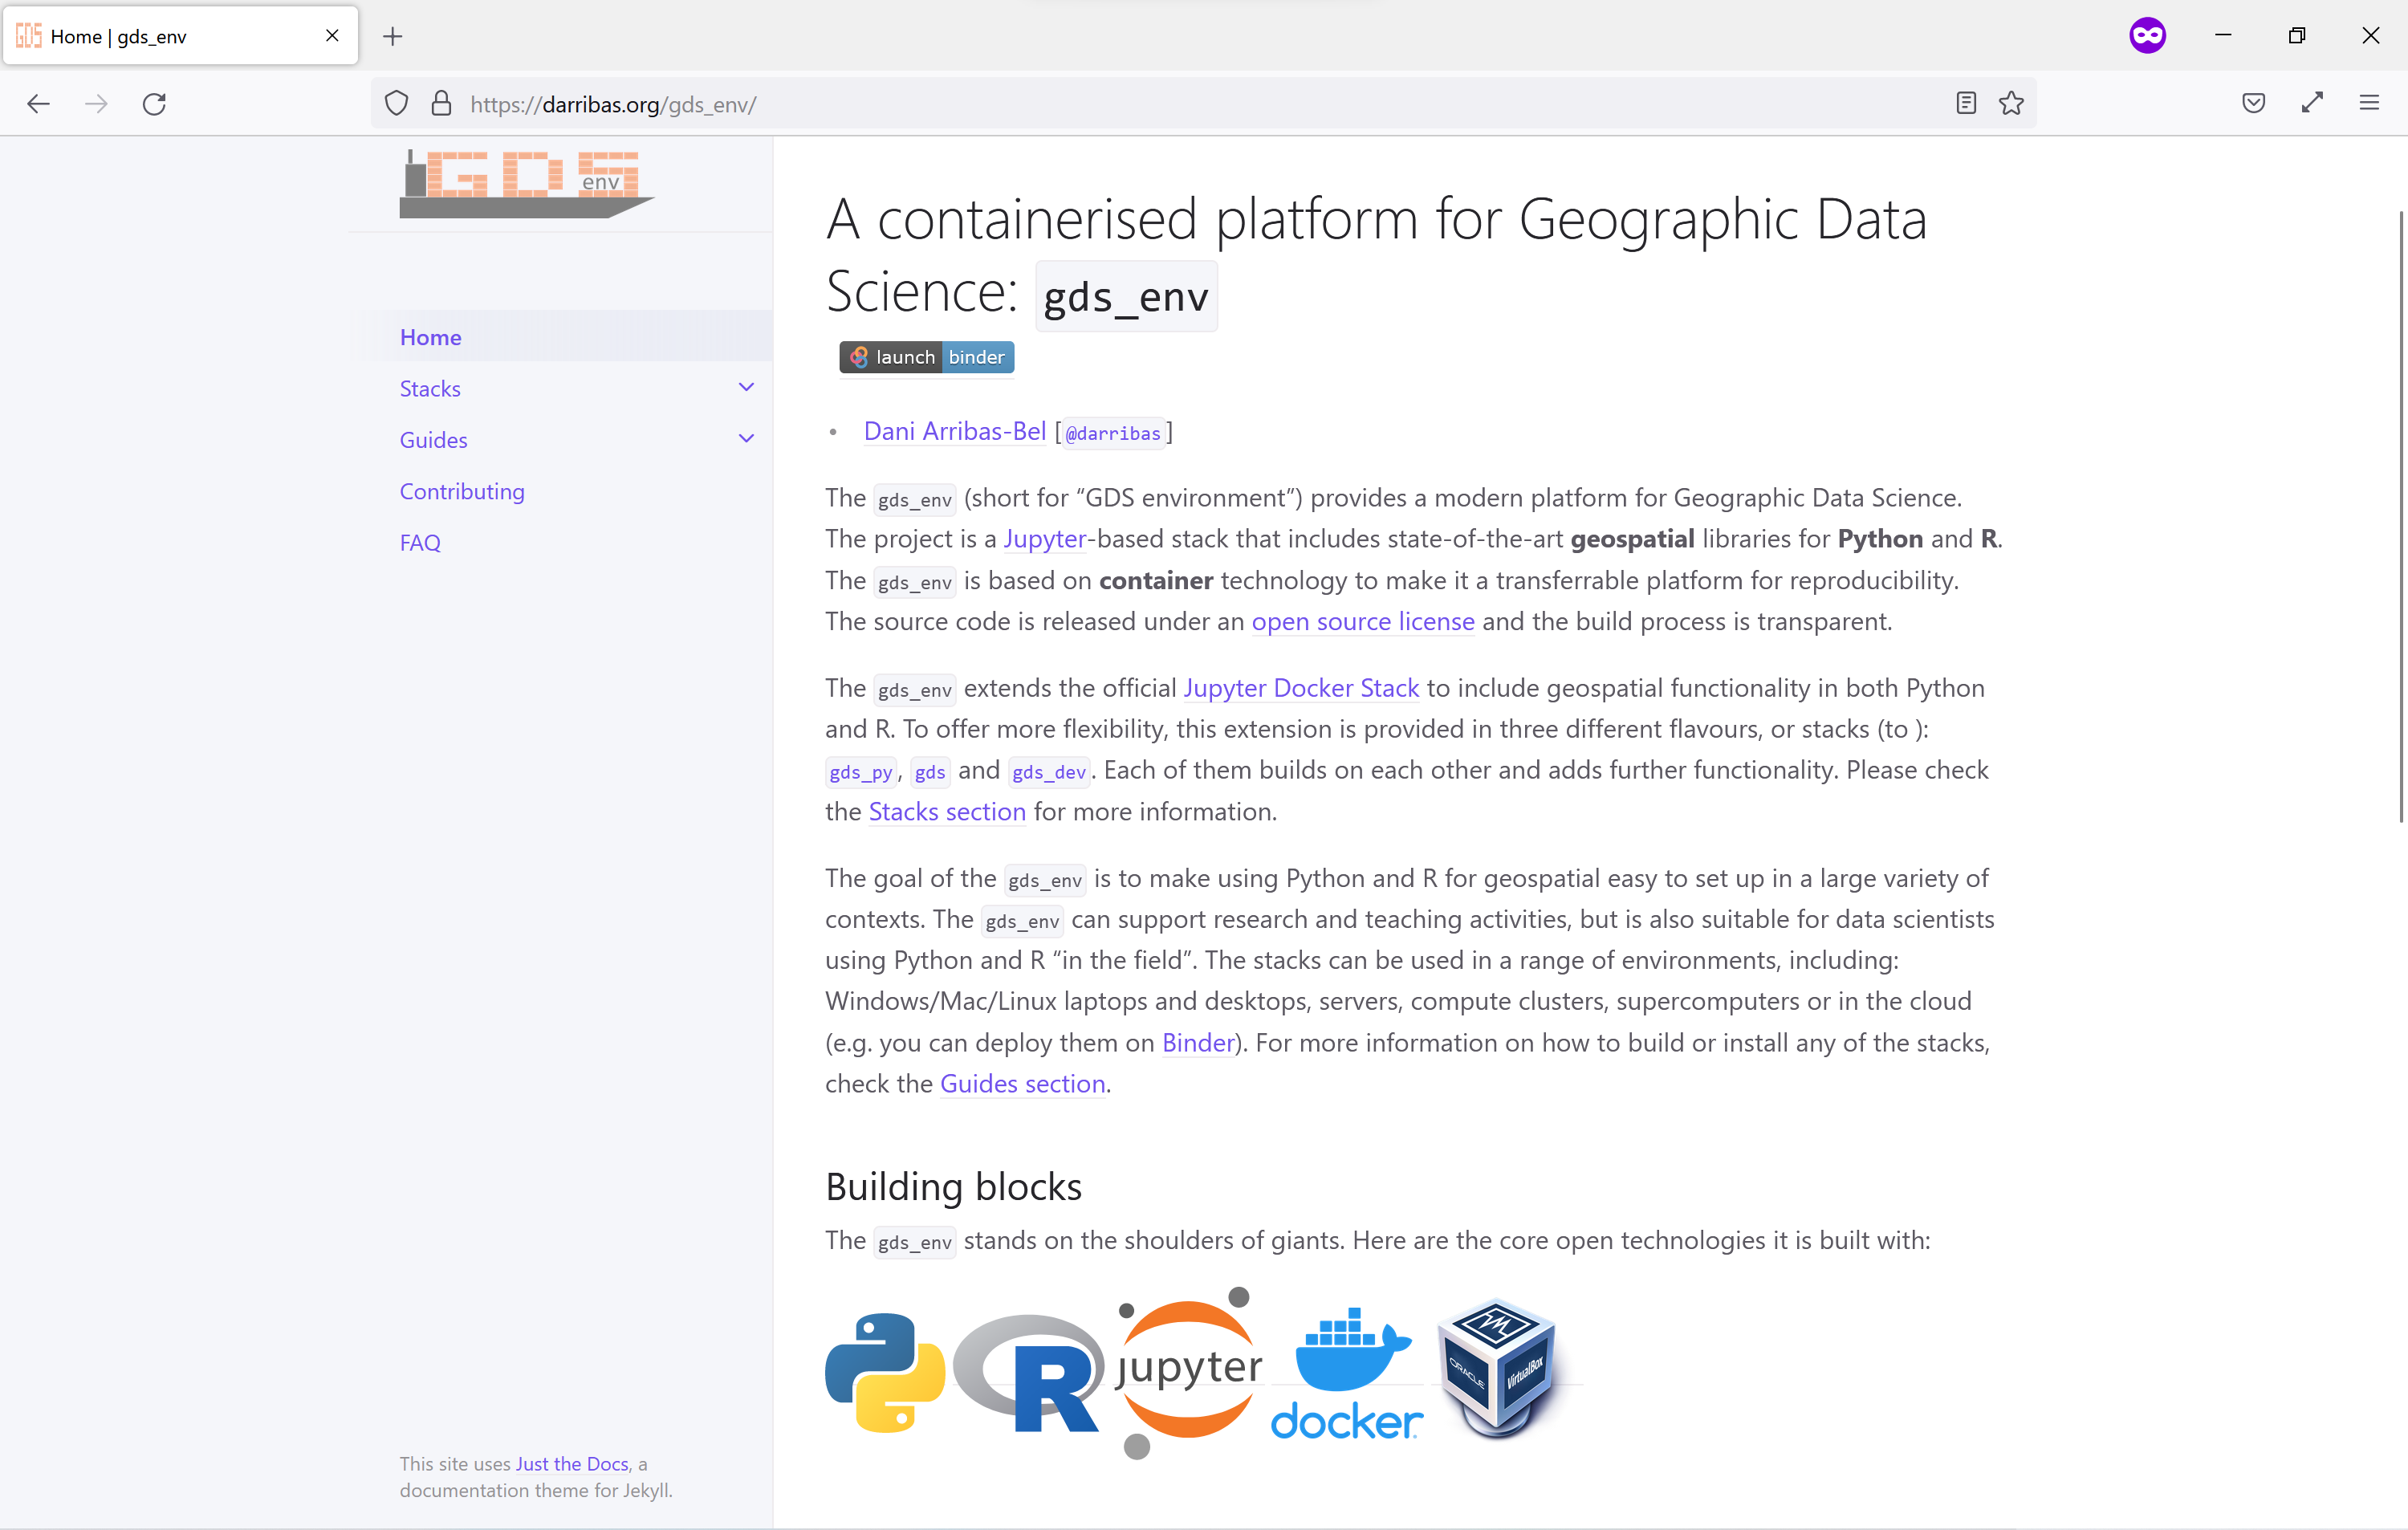 GDS Home | gds_env
https://darribas.org/gds_env/
GDS env
Home
Stacks
Guides
Contributing
FAQ
This site uses Just the Docs, a
documentation theme for Jekyll.
A containerised platform for Geographic Data
Science: gds_env
launch binder
• Dani Arribas-Bel [@darribas]
The gds_env (short for “GDS environment”) provides a modern platform for Geographic Data Science.
The project is a Jupyter-based stack that includes state-of-the-art geospatial libraries for Python and R.
The gds_env is based on container technology to make it a transferrable platform for reproducibility.
The source code is released under an open source license and the build process is transparent.
The gds_env extends the official Jupyter Docker Stack to include geospatial functionality in both Python
and R. To offer more flexibility, this extension is provided in three different flavours, or stacks (to ):
gds_py, gds and gds_dev. Each of them builds on each other and adds further functionality. Please check
the Stacks section for more information.
The goal of the gds_env is to make using Python and R for geospatial easy to set up in a large variety of
contexts. The gds_env can support research and teaching activities, but is also suitable for data scientists
using Python and R “in the field”. The stacks can be used in a range of environments, including:
Windows/Mac/Linux laptops and desktops, servers, compute clusters, supercomputers or in the cloud
(e.g. you can deploy them on Binder). For more information on how to build or install any of the stacks,
check the Guides section.
Building blocks
The gds_env stands on the shoulders of giants. Here are the core open technologies it is built with:
R
jupyter
docker
ORACLE VirtualBox